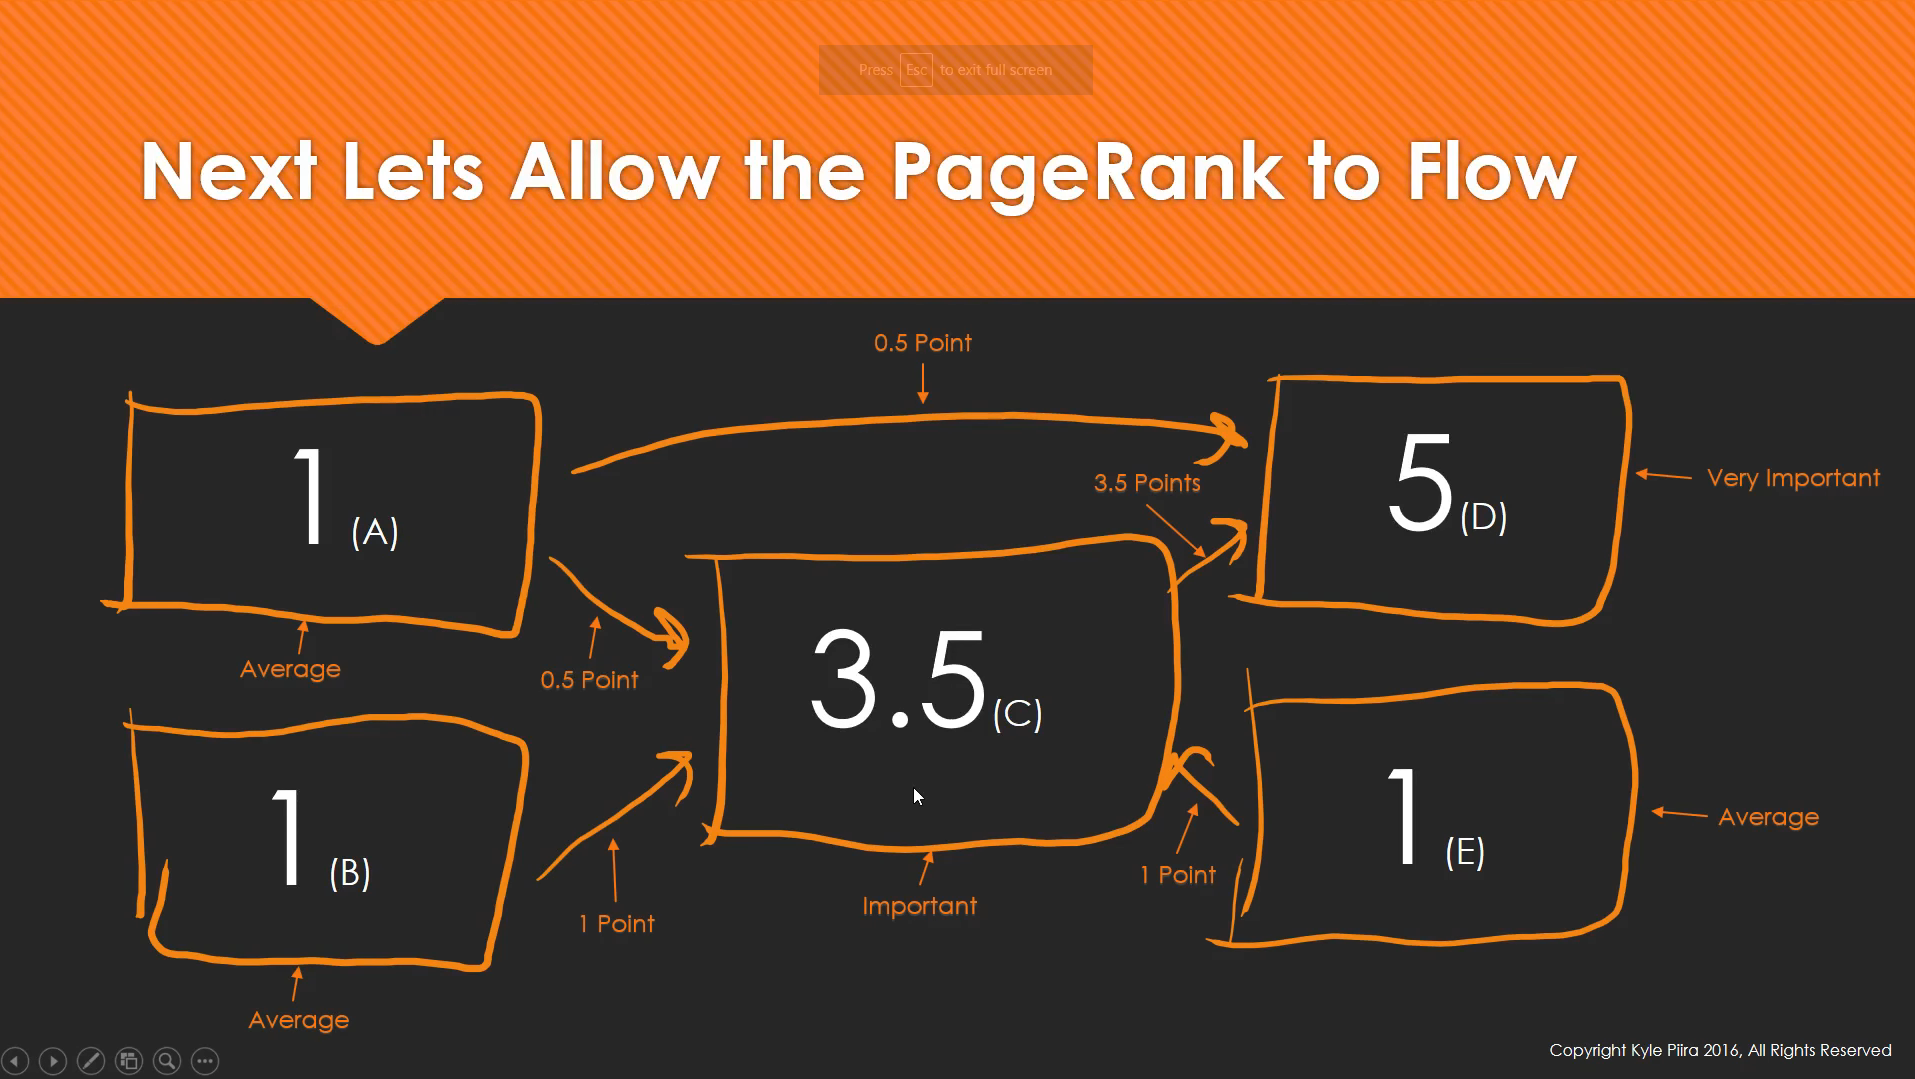 Press Esc to exit full screen
Next Lets Allow the PageRank to Flow
0.5 Point
1 (A)
Average
0.5 Point
3.5 Points
5 (D)
Very Important
3.5 (C)
Important
1 (B)
Average
1 Point
1 Point
1 (E)
Average
Copyright Kyle Piira 2016, All Rights Reserved